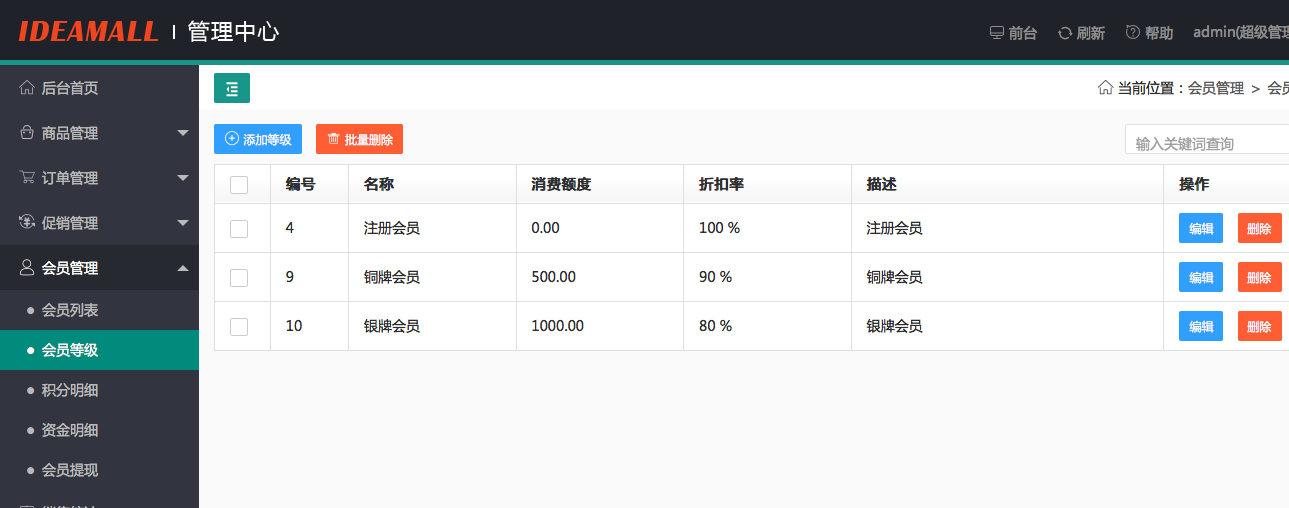 IDEAMALL | 管理中心
前台 刷新 帮助 admin(超级管理
后台首页
商品管理
订单管理
促销管理
会员管理
会员列表
会员等级
积分明细
资金明细
会员提现
当前位置：会员管理 > 会员
添加等级 批量删除 输入关键词查询
编号 名称 消费额度 折扣率 描述 操作
4 注册会员 0.00 100 % 注册会员 编辑 删除
9 铜牌会员 500.00 90 % 铜牌会员 编辑 删除
10 银牌会员 1000.00 80 % 银牌会员 编辑 删除